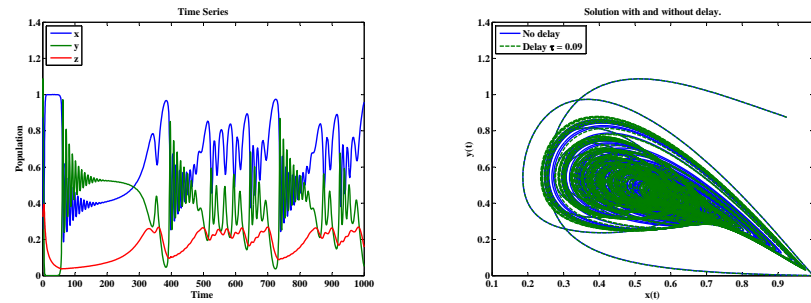 Time Series
1.4
1.2
1
0.8
0.6
0.4
0.2
0
Population
x
y
z
0 100 200 300 400 500 600 700 800 900 1000
Time
Solution with and without delay.
1.4
1.2
1
0.8
0.6
0.4
0.2
0
y(t)
No delay
Delay τ = 0.09
0.1 0.2 0.3 0.4 0.5 0.6 0.7 0.8 0.9
x(t)